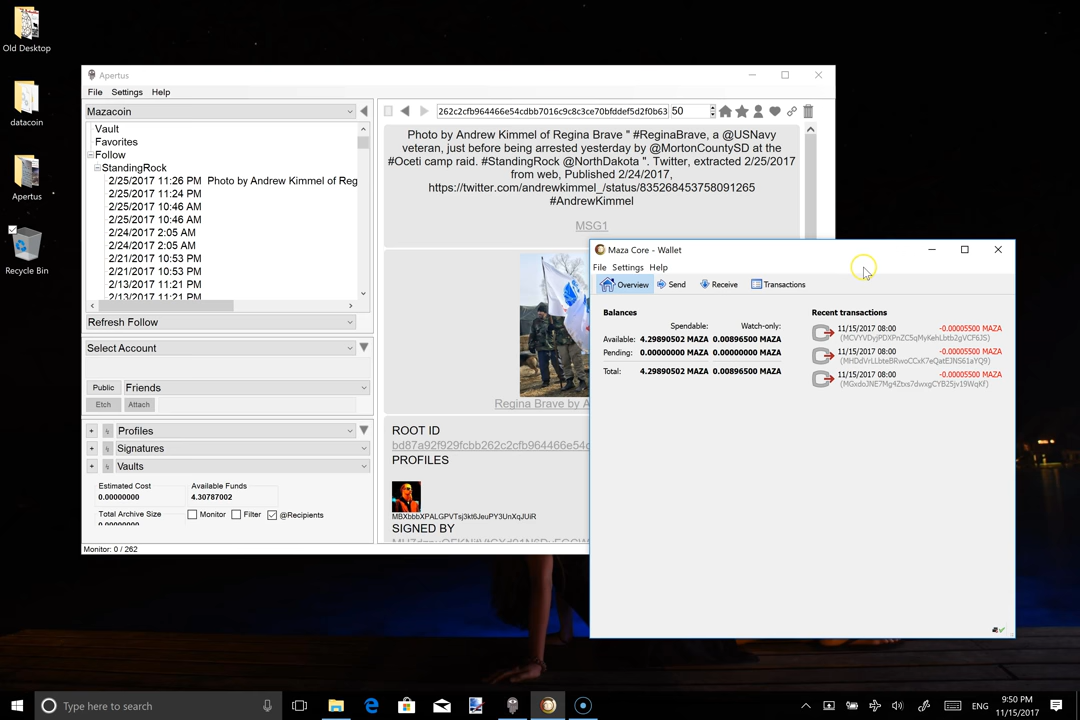 Old Desktop
datacoin
Apertus
Recycle Bin
Apertus
File Settings Help
Mazacoin
Vault
Favorites
Follow
StandingRock
2/25/2017 11:26 PM Photo by Andrew Kimmel of Reg
2/25/2017 11:24 PM
2/25/2017 10:46 AM
2/25/2017 10:46 AM
2/24/2017 2:05 AM
2/24/2017 2:05 AM
2/21/2017 10:53 PM
2/21/2017 10:53 PM
2/13/2017 11:21 PM
2/13/2017 11:21 PM
Refresh Follow
Select Account
Public Friends
Etch Attach
Profiles
Signatures
Vaults
Estimated Cost Available Funds
0.00000000 4.30787002
Total Archive Size Monitor Filter @Recipients
0.00000000
Monitor: 0 / 262
262c2cfb964466e54cdbb7016c9c8c3ce70bfddef5d2f0b63 50
Photo by Andrew Kimmel of Regina Brave " #ReginaBrave, a @USNavy
veteran, just before being arrested yesterday by @MortonCountySD at the
#Oceti camp raid. #StandingRock @NorthDakota ". Twitter, extracted 2/25/2017
from web, Published 2/24/2017,
https://twitter.com/andrewkimmel_/status/835268453758091265
#AndrewKimmel
MSG1
Regina Brave by A
ROOT ID
bd87a92f929fcbb262c2cfb964466e54c
PROFILES
MBXbbbXPALGPVTsj3kt6JeuPY3UnXqJUiR
SIGNED BY
Maza Core - Wallet
File Settings Help
Overview Send Receive Transactions
Balances
Spendable: Watch-only:
Available: 4.29890502 MAZA 0.00896500 MAZA
Pending: 0.00000000 MAZA 0.00000000 MAZA
Total: 4.29890502 MAZA 0.00896500 MAZA
Recent transactions
11/15/2017 08:00 -0.00005500 MAZA
(MCVYVDyjPDXPnZC5qMyKehLbtb2gVCF6JS)
11/15/2017 08:00 -0.00005500 MAZA
(MHDdVrLLbteBRwoCCxK7eQatEJNS61aYQ9)
11/15/2017 08:00 -0.00005500 MAZA
(MGxdoJNE7Mg4Ztxs7dwxgCYB25jv19WqKf)
Type here to search
ENG
9:50 PM
11/15/2017